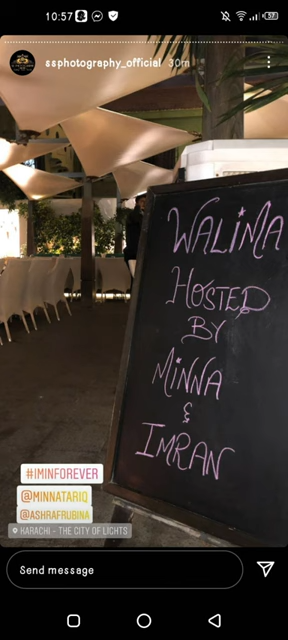 10:57
57
ssphotography_official 30m
WALIMA
HOSTED
BY
MINNA
&
IMRAN
#IMINFOREVER
@MINNATARIQ
@ASHRAFRUBINA
KARACHI - THE CITY OF LIGHTS
Send message